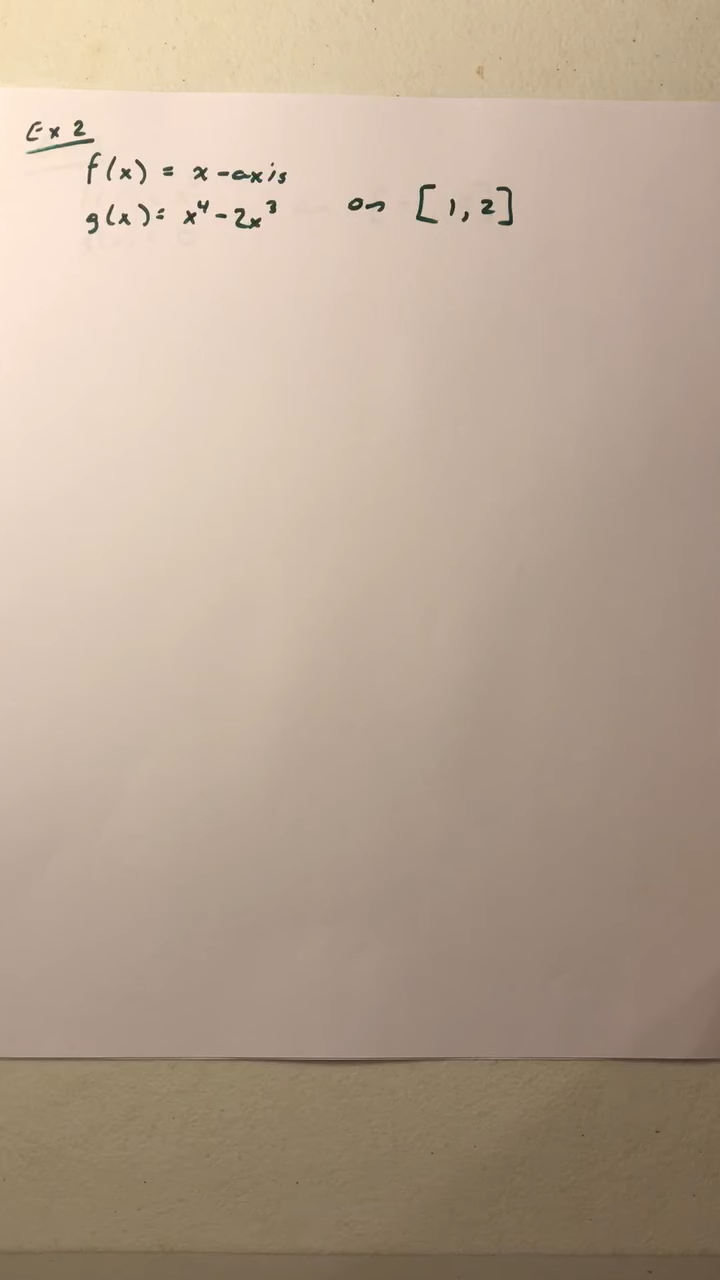 Ex 2
f(x) = x-axis
g(x) = x⁴ - 2x³ on [1, 2]